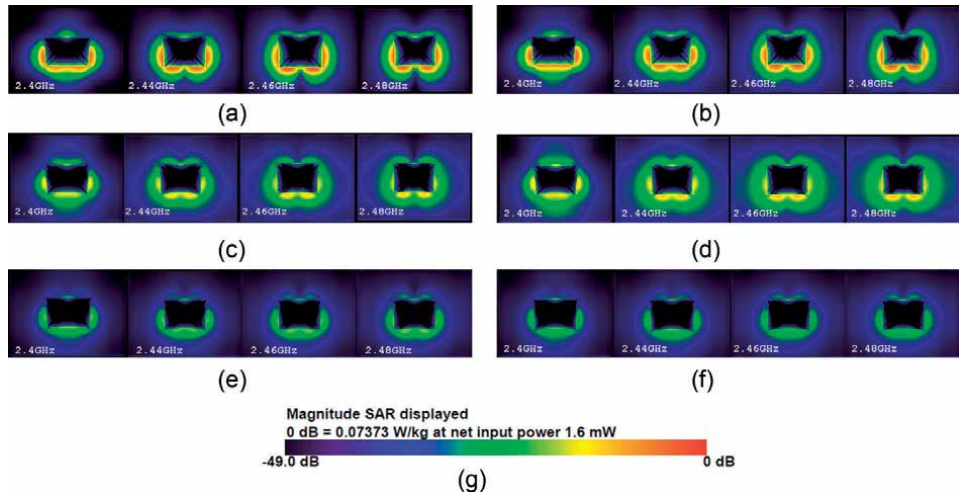 2.4GHz 2.44GHz 2.46GHz 2.48GHz
2.4GHz 2.44GHz 2.46GHz 2.48GHz
(a) (b)
2.4GHz 2.44GHz 2.46GHz 2.48GHz
2.4GHz 2.44GHz 2.46GHz 2.48GHz
(c) (d)
2.4GHz 2.44GHz 2.46GHz 2.48GHz
2.4GHz 2.44GHz 2.46GHz 2.48GHz
(e) (f)
Magnitude SAR displayed
0 dB = 0.07373 W/kg at net input power 1.6 mW
-49.0 dB 0 dB
(g)